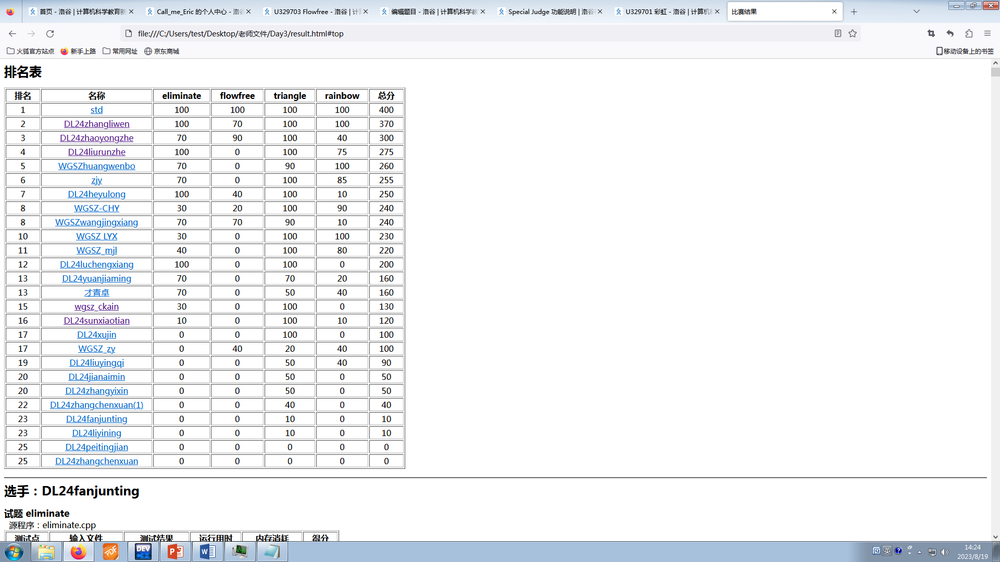 首页 - 洛谷 | 计算机科学教育新
Call_me_Eric 的个人中心 - 洛谷
U329703 Flowfree - 洛谷 | 计算
编辑题目 - 洛谷 | 计算机科学教
Special Judge 功能说明 | 洛谷
U329701 彩虹 - 洛谷 | 计算机科
比赛结果
file:///C:/Users/test/Desktop/老师文件/Day3/result.html#top
火狐官方站点 新手上路 常用网址 京东商城 移动设备上的书签
排名表
排名 名称 eliminate flowfree triangle rainbow 总分
1 std 100 100 100 100 400
2 DL24zhangliwen 100 70 100 100 370
3 DL24zhaoyongzhe 70 90 100 40 300
4 DL24liurunzhe 100 0 100 75 275
5 WGSZhuangwenbo 70 0 90 100 260
6 zjy 70 0 100 85 255
7 DL24heyulong 100 40 100 10 250
8 WGSZ-CHY 30 20 100 90 240
8 WGSZwangjingxiang 70 70 90 10 240
10 WGSZ LYX 30 0 100 100 230
11 WGSZ_mjl 40 0 100 80 220
12 DL24luchengxiang 100 0 100 0 200
13 DL24yuanjiaming 70 0 70 20 160
13 才青卓 70 0 50 40 160
15 wgsz_ckain 30 0 100 0 130
16 DL24sunxiaotian 10 0 100 10 120
17 DL24xujin 0 0 100 0 100
17 WGSZ_zy 0 40 20 40 100
19 DL24liuyingqi 0 0 50 40 90
20 DL24jianaimin 0 0 50 0 50
20 DL24zhangyixin 0 0 50 0 50
22 DL24zhangchenxuan(1) 0 0 40 0 40
23 DL24fanjunting 0 0 10 0 10
23 DL24liyining 0 0 10 0 10
25 DL24peitingjian 0 0 0 0 0
25 DL24zhangchenxuan 0 0 0 0 0
选手：DL24fanjunting
试题 eliminate
源程序：eliminate.cpp
测试点 输入文件 测试结果 运行用时 内存消耗 得分
PDF
DEV C++
英
14:24
2023/8/19